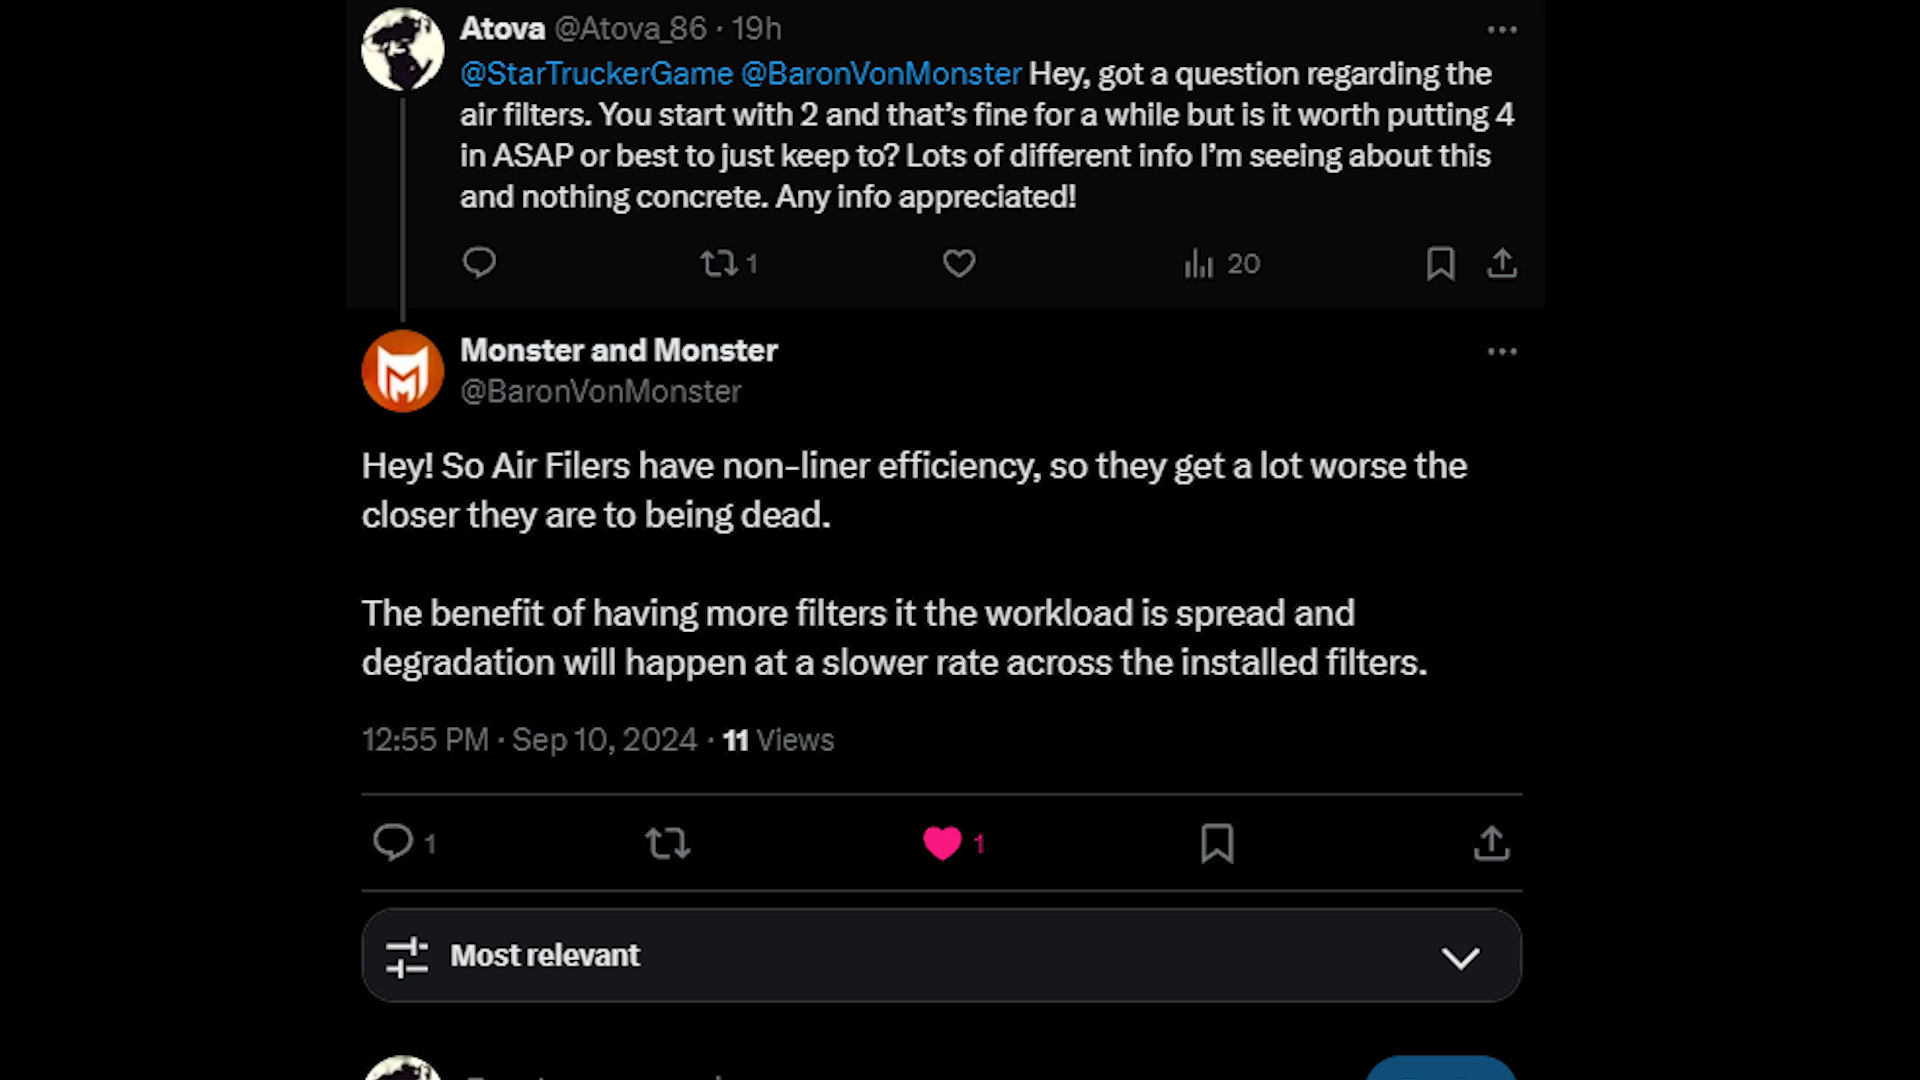 Atova @Atova_86 · 19h
@StarTruckerGame @BaronVonMonster Hey, got a question regarding the
air filters. You start with 2 and that's fine for a while but is it worth putting 4
in ASAP or best to just keep to? Lots of different info I'm seeing about this
and nothing concrete. Any info appreciated!
1 20
Monster and Monster
@BaronVonMonster
Hey! So Air Filers have non-liner efficiency, so they get a lot worse the
closer they are to being dead.
The benefit of having more filters it the workload is spread and
degradation will happen at a slower rate across the installed filters.
12:55 PM · Sep 10, 2024 · 11 Views
1 1
Most relevant